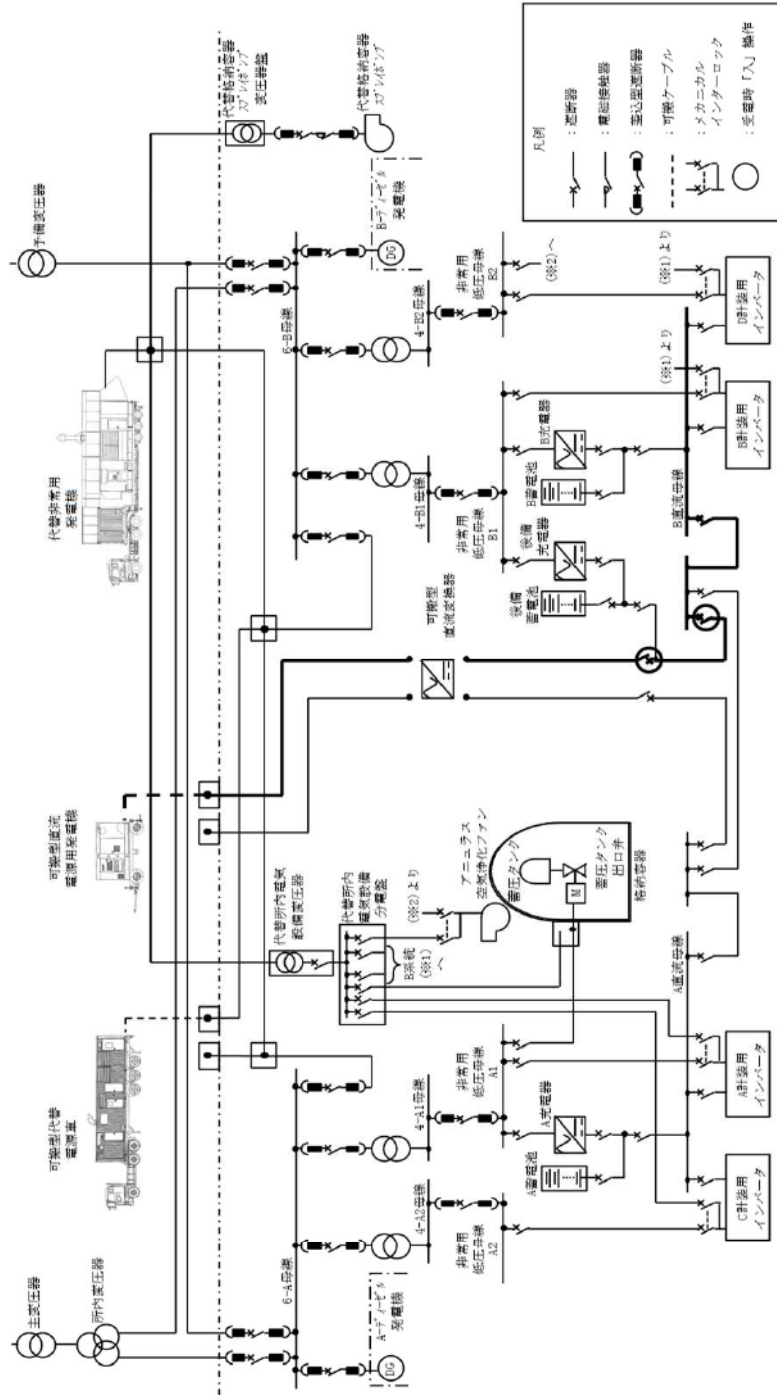 主変圧器
所内変圧器
可搬型代替
電源車
可搬型直流
電源用発電機
代替非常用
発電機
予備変圧器
代替格納容器
スプレイポンプ
変圧器盤
代替格納容器
スプレイポンプ
6-A母線
A-ディーゼル
発電機
DG
4-A2母線
4-A1母線
非常用
低圧母線
A2
非常用
低圧母線
A1
A蓄電池
A充電器
A直流母線
C計装用
インバータ
A計装用
インバータ
代替所内電気
設備変圧器
代替所内
電気設備
分電盤
B系統
(※1)
へ
(※2)より
アニュラス
空気浄化ファン
蓄圧タンク
M
蓄圧タンク
出口弁
格納容器
可搬型
直流変換器
6-B母線
B-ディーゼル
発電機
DG
4-B1母線
4-B2母線
非常用
低圧母線
B1
非常用
低圧母線
B2
(※2)へ
後備
蓄電池
後備
充電器
B蓄電池
B充電器
B直流母線
(※1)より
(※1)より
B計装用
インバータ
D計装用
インバータ
凡例
:遮断器
:電磁接触器
:差込型遮断器
:可搬ケーブル
:メカニカル
インターロック
:受電時「入」操作